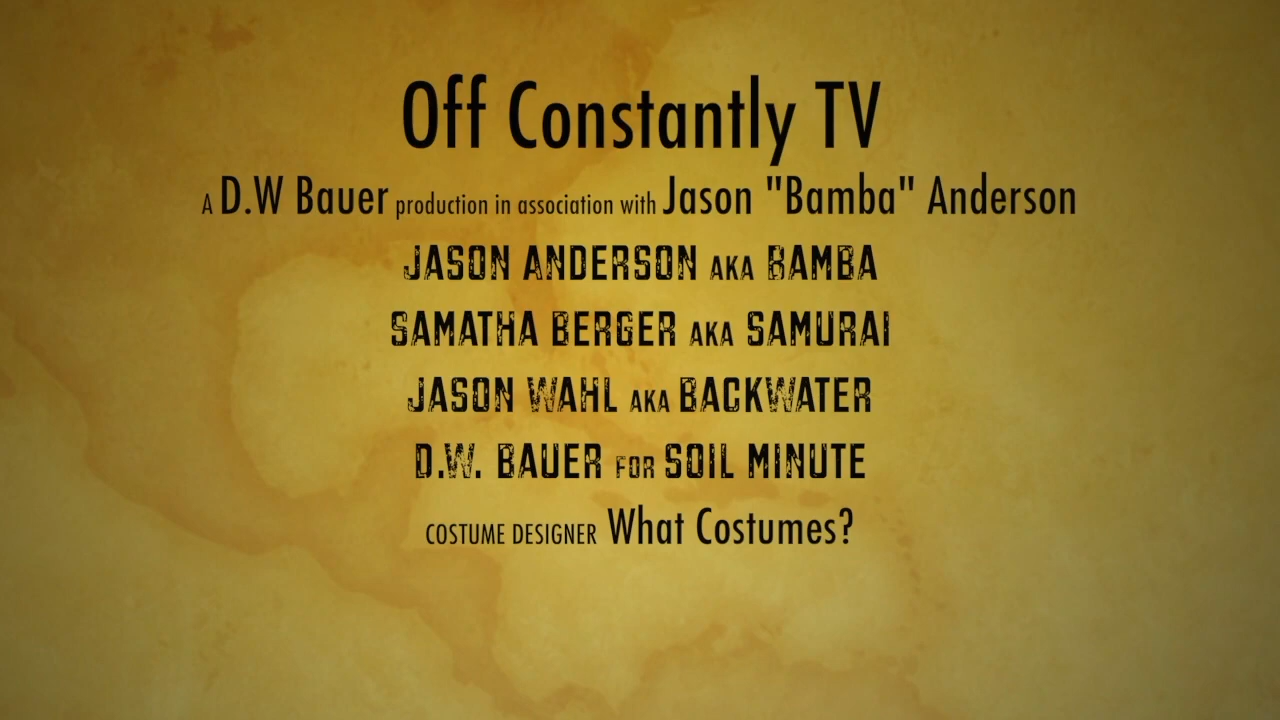 Off Constantly TV
A D.W Bauer production in association with Jason "Bamba" Anderson
JASON ANDERSON AKA BAMBA
SAMATHA BERGER AKA SAMURAI
JASON WAHL AKA BACKWATER
D.W. BAUER FOR SOIL MINUTE
COSTUME DESIGNER What Costumes?